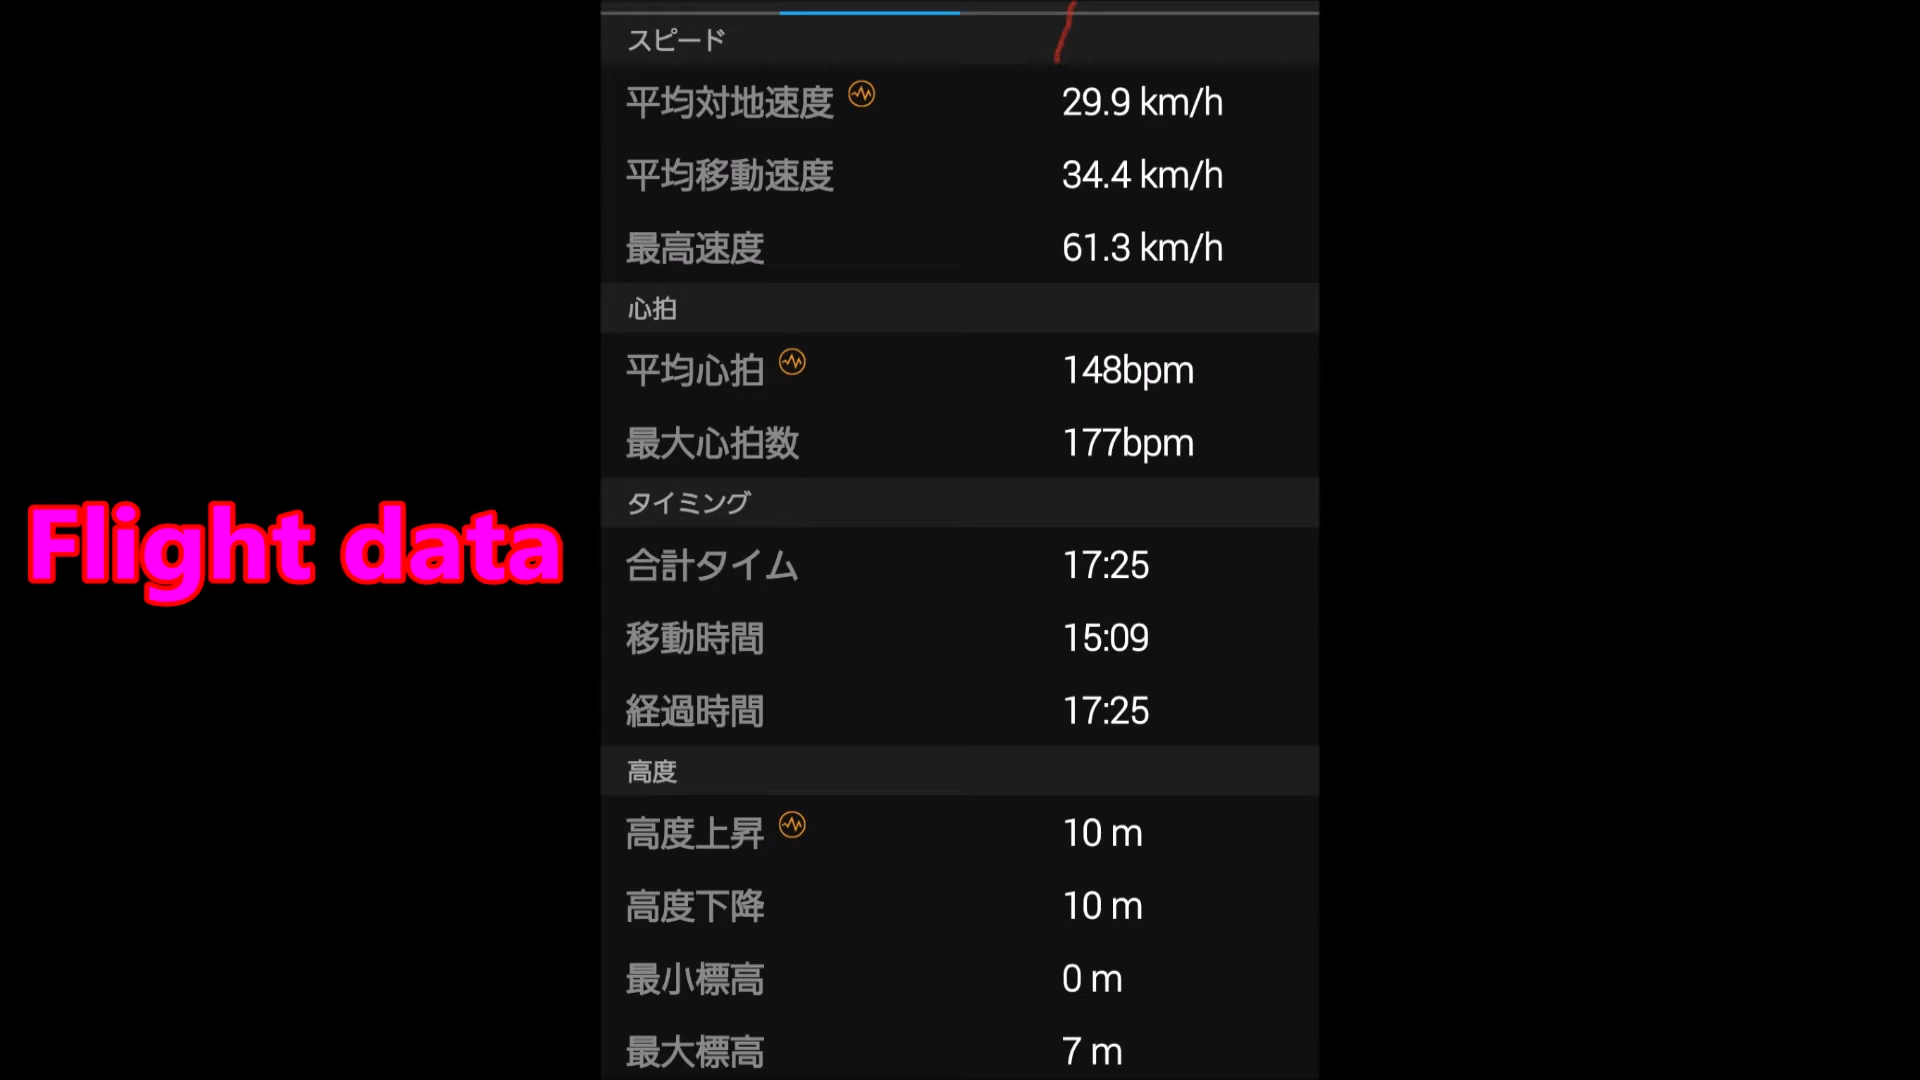 スピード
平均対地速度 29.9 km/h
平均移動速度 34.4 km/h
最高速度 61.3 km/h
心拍
平均心拍 148bpm
最大心拍数 177bpm
タイミング
Flight data
合計タイム 17:25
移動時間 15:09
経過時間 17:25
高度
高度上昇 10 m
高度下降 10 m
最小標高 0 m
最大標高 7 m